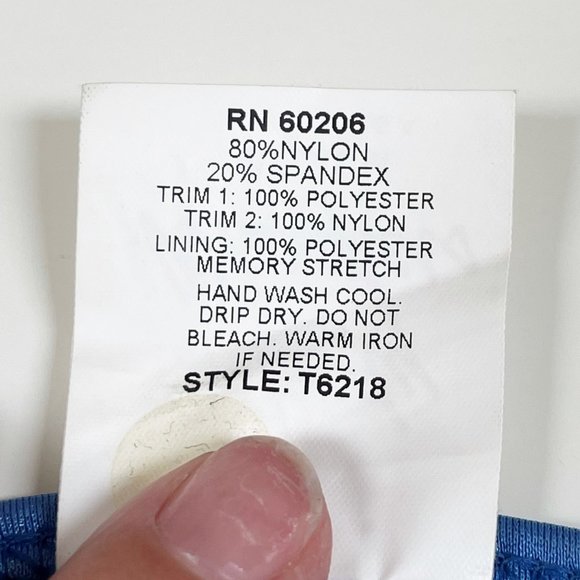 RN 60206
80%NYLON
20% SPANDEX
TRIM 1: 100% POLYESTER
TRIM 2: 100% NYLON
LINING: 100% POLYESTER
MEMORY STRETCH
HAND WASH COOL.
DRIP DRY. DO NOT
BLEACH. WARM IRON
IF NEEDED.
STYLE: T6218